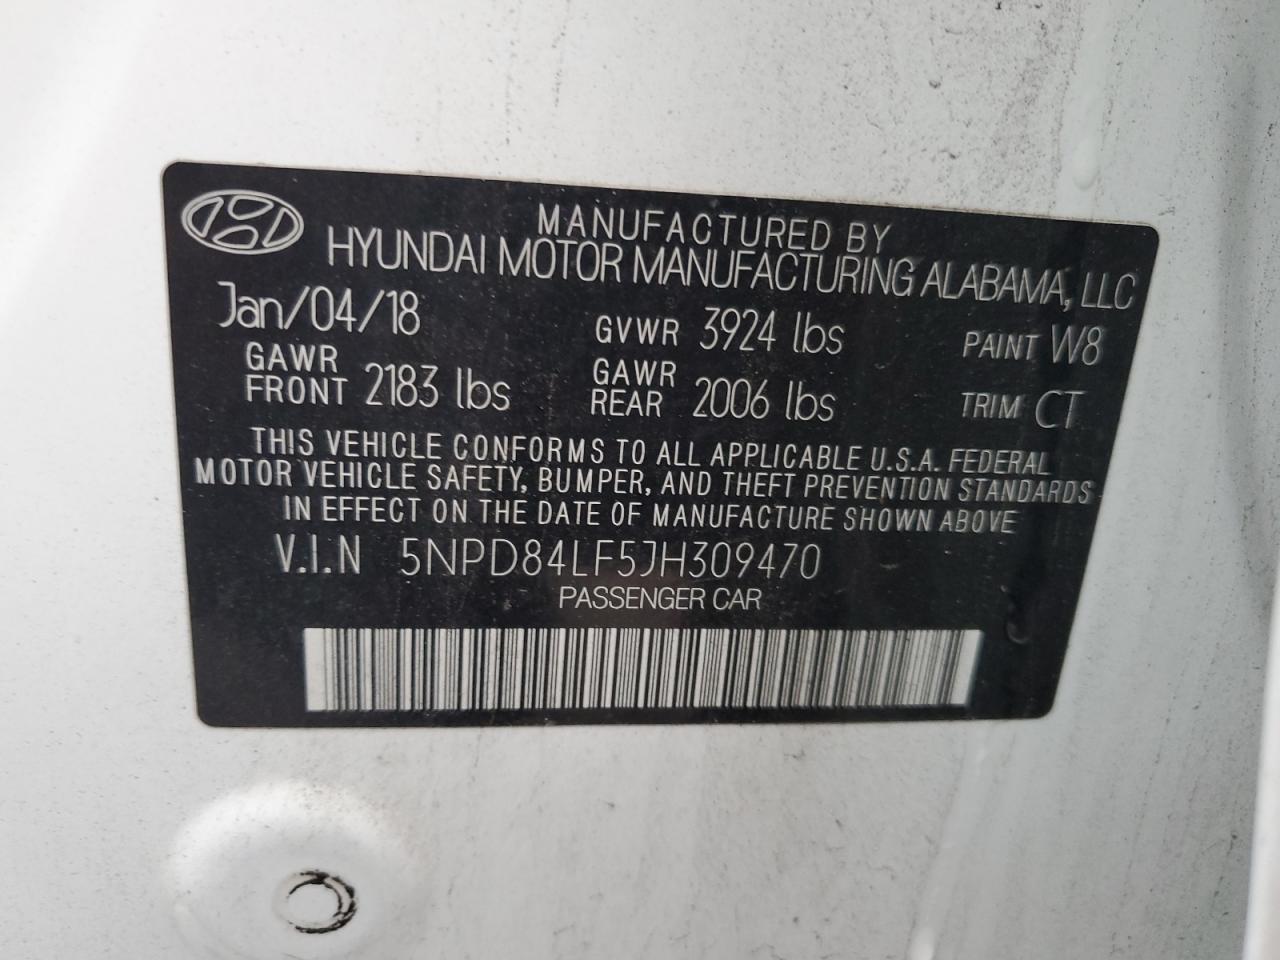 MANUFACTURED BY
HYUNDAI MOTOR MANUFACTURING ALABAMA, LLC
Jan/04/18 GVWR 3924 lbs PAINT W8
GAWR FRONT 2183 lbs GAWR REAR 2006 lbs TRIM CT
THIS VEHICLE CONFORMS TO ALL APPLICABLE U.S.A. FEDERAL
MOTOR VEHICLE SAFETY, BUMPER, AND THEFT PREVENTION STANDARDS
IN EFFECT ON THE DATE OF MANUFACTURE SHOWN ABOVE
V.I.N 5NPD84LF5JH309470
PASSENGER CAR